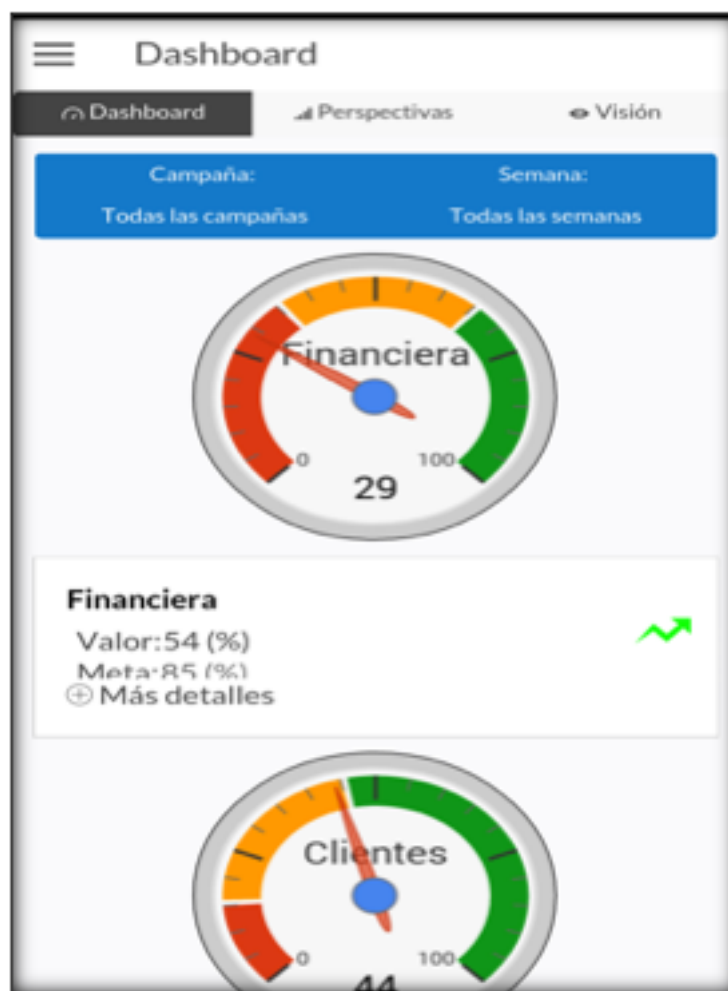 Dashboard
Dashboard Perspectivas Visión
Campaña: Semana:
Todas las campañas Todas las semanas
Financiera
0 100
29
Financiera
Valor:54 (%)
Meta:85 (%)
Más detalles
Clientes
0 100
44